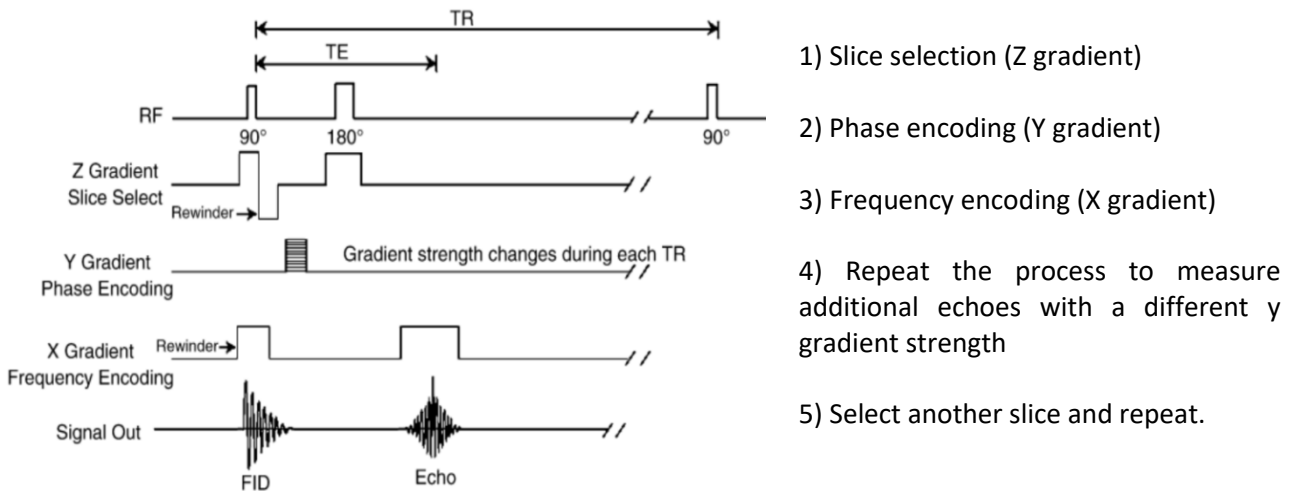 TR
TE
RF
90° 180° 90°
Z Gradient
Slice Select
Rewinder
Y Gradient
Phase Encoding
Gradient strength changes during each TR
X Gradient
Frequency Encoding
Rewinder
Signal Out
FID
Echo
1) Slice selection (Z gradient)
2) Phase encoding (Y gradient)
3) Frequency encoding (X gradient)
4) Repeat the process to measure
additional echoes with a different y
gradient strength
5) Select another slice and repeat.